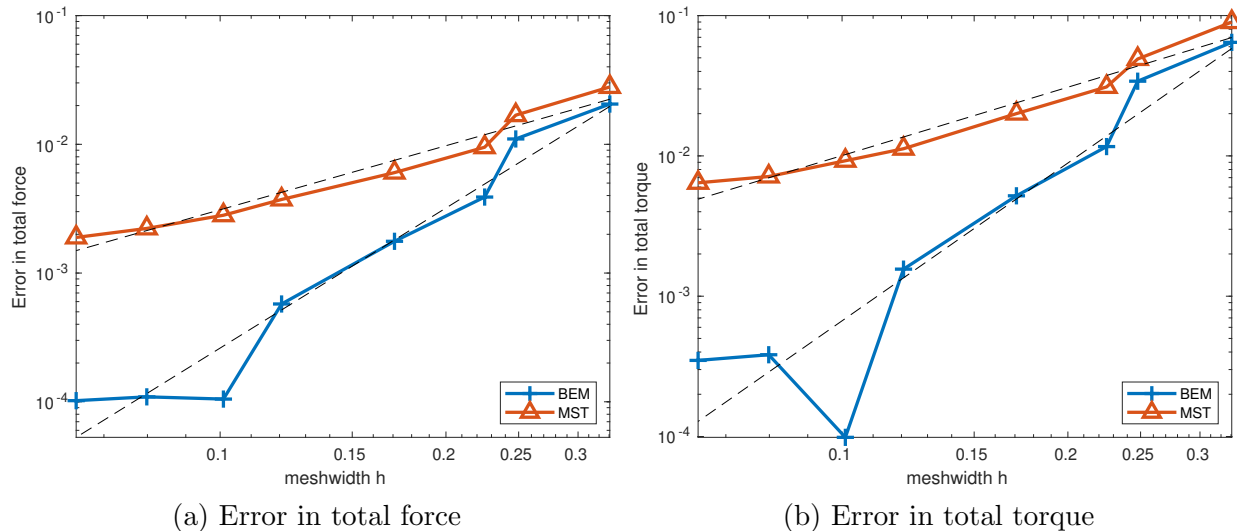 10^-1
10^-2
10^-3
10^-4
Error in total force
0.1 0.15 0.2 0.25 0.3
meshwidth h
BEM
MST
(a) Error in total force
10^-1
10^-2
10^-3
10^-4
Error in total torque
0.1 0.15 0.2 0.25 0.3
meshwidth h
BEM
MST
(b) Error in total torque